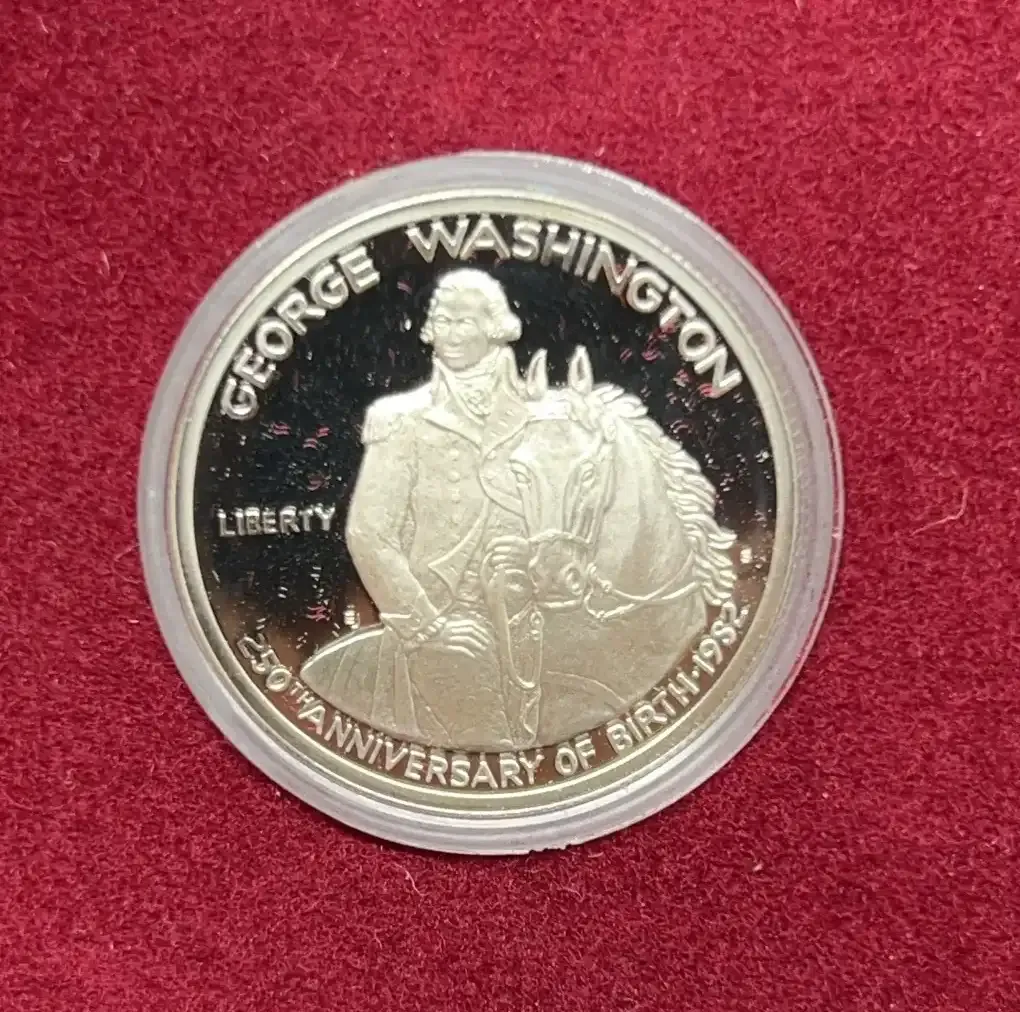 GEORGE WASHINGTON
LIBERTY
250TH ANNIVERSARY OF BIRTH·1982